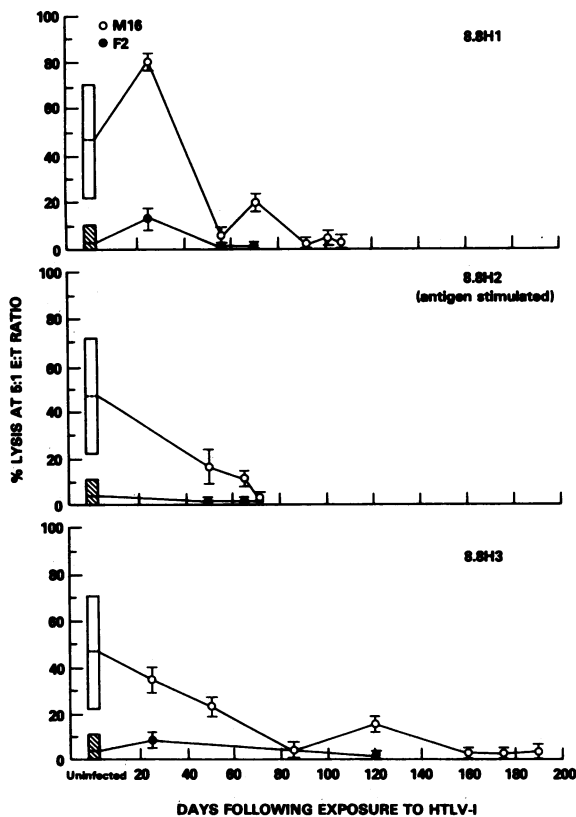 100
M16
F2
8.8H1
80
60
40
20
0
100
8.8H2
(antigen stimulated)
80
60
40
20
0
100
8.8H3
80
60
40
20
0
% LYSIS AT 5:1 E:T RATIO
Uninfected 20 40 60 80 100 120 140 160 180 200
DAYS FOLLOWING EXPOSURE TO HTLV-I